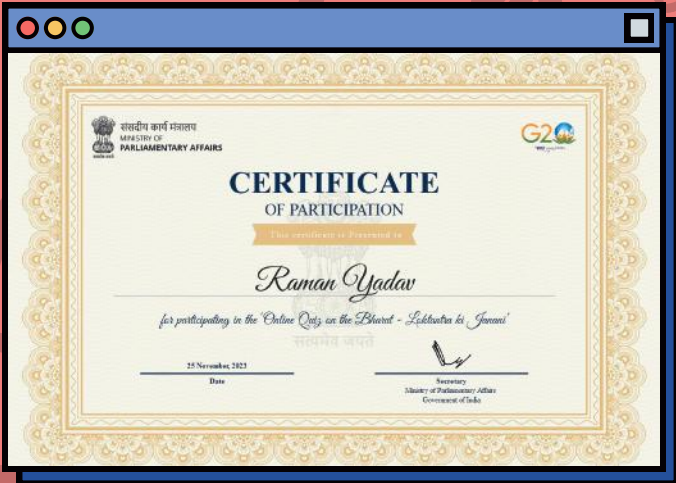 संसदीय कार्य मंत्रालय
MINISTRY OF
PARLIAMENTARY AFFAIRS
G20
CERTIFICATE
OF PARTICIPATION
This certificate is Presented to
Raman Yadav
for participating in the 'Online Quiz on the Bharat - Loktantra ki Janani'
सत्यमेव जयते
25 November, 2023
Date
Secretary
Ministry of Parliamentary Affairs
Government of India